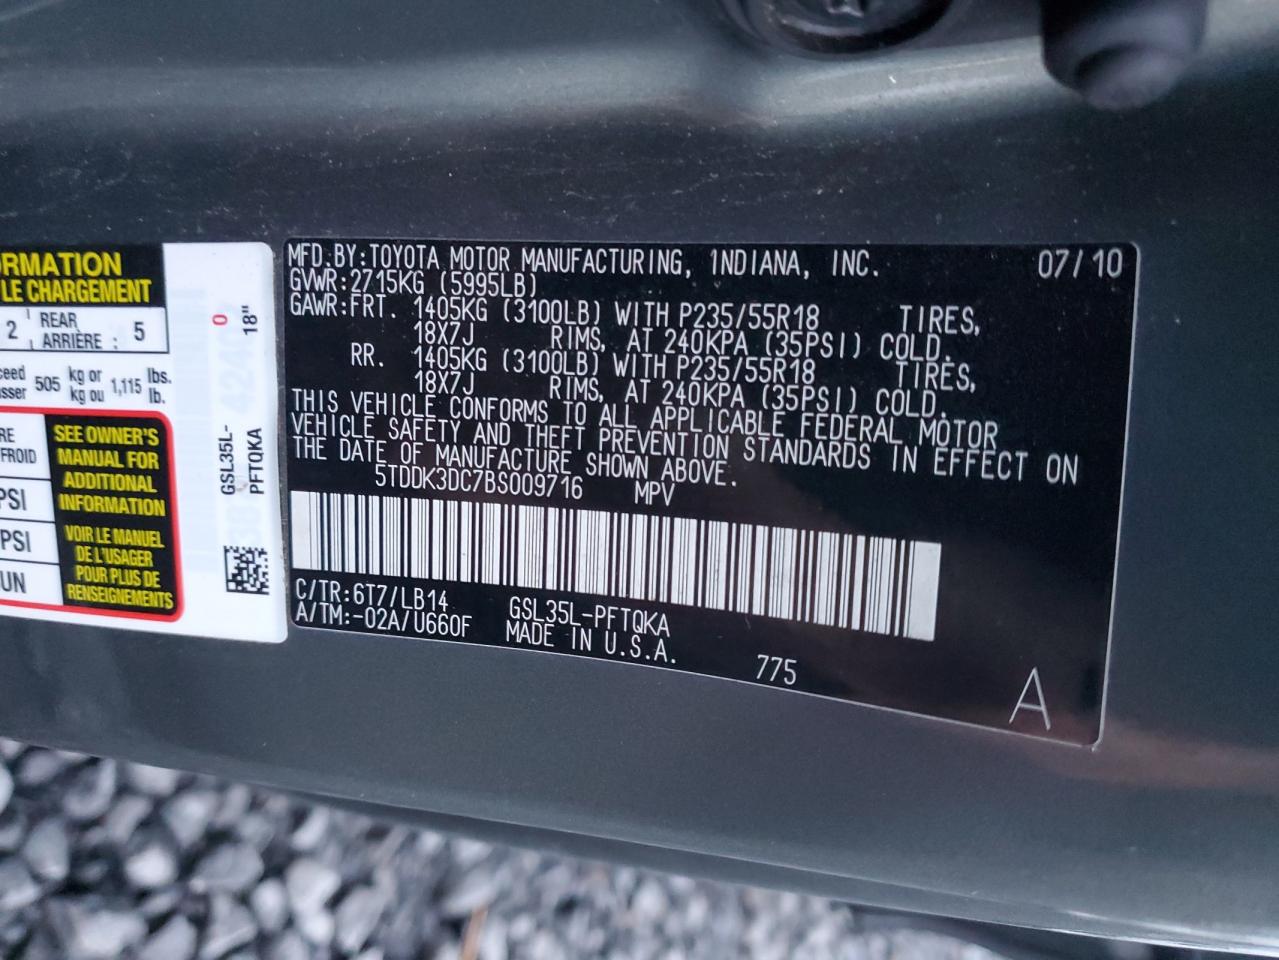 RMATION
LE CHARGEMENT
2 REAR ARRIÈRE : 5
505 kg or kg ou 1,115 lbs. lb.
SEE OWNER'S
MANUAL FOR
ADDITIONAL
INFORMATION
VOIR LE MANUEL
DE L'USAGER
POUR PLUS DE
RENSEIGNEMENTS
RE
FROID
PSI
PSI
UN
0
18"
GSL35L-
PFTQKA
MFD.BY:TOYOTA MOTOR MANUFACTURING, INDIANA, INC. 07/10
GVWR:2715KG (5995LB)
GAWR:FRT. 1405KG (3100LB) WITH P235/55R18 TIRES,
18X7J RIMS, AT 240KPA (35PSI) COLD.
RR. 1405KG (3100LB) WITH P235/55R18 TIRES,
18X7J RIMS, AT 240KPA (35PSI) COLD.
THIS VEHICLE CONFORMS TO ALL APPLICABLE FEDERAL MOTOR
VEHICLE SAFETY AND THEFT PREVENTION STANDARDS IN EFFECT ON
THE DATE OF MANUFACTURE SHOWN ABOVE.
5TDDK3DC7BS009716 MPV
C/TR:6T7/LB14 GSL35L-PFTQKA
A/TM:-02A/U660F MADE IN U.S.A. 775
A